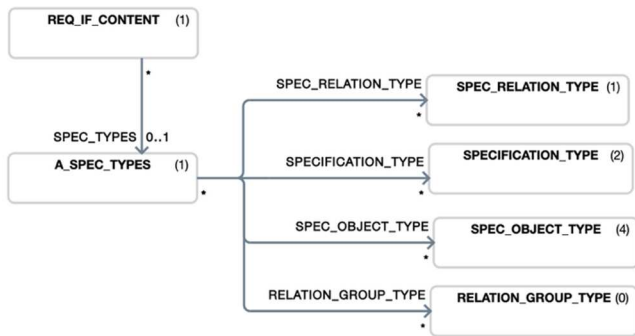 REQ_IF_CONTENT (1)
*
SPEC_TYPES 0..1
A_SPEC_TYPES (1)
*
SPEC_RELATION_TYPE
*
SPEC_RELATION_TYPE (1)
SPECIFICATION_TYPE
*
SPECIFICATION_TYPE (2)
SPEC_OBJECT_TYPE
*
SPEC_OBJECT_TYPE (4)
RELATION_GROUP_TYPE
*
RELATION_GROUP_TYPE (0)